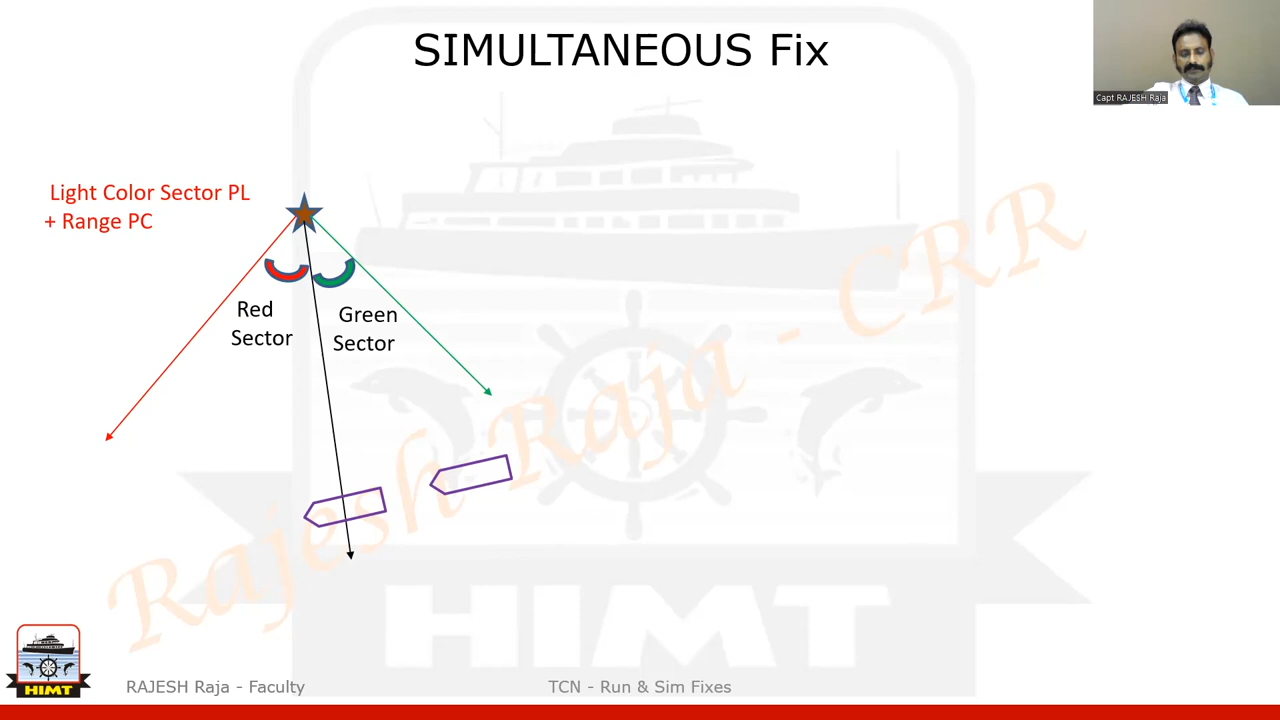 SIMULTANEOUS Fix
Capt RAJESH Raja
Light Color Sector PL
+ Range PC
Red
Sector
Green
Sector
Rajesh Raja - CRR
HIMT
HIMT
RAJESH Raja - Faculty
TCN - Run & Sim Fixes